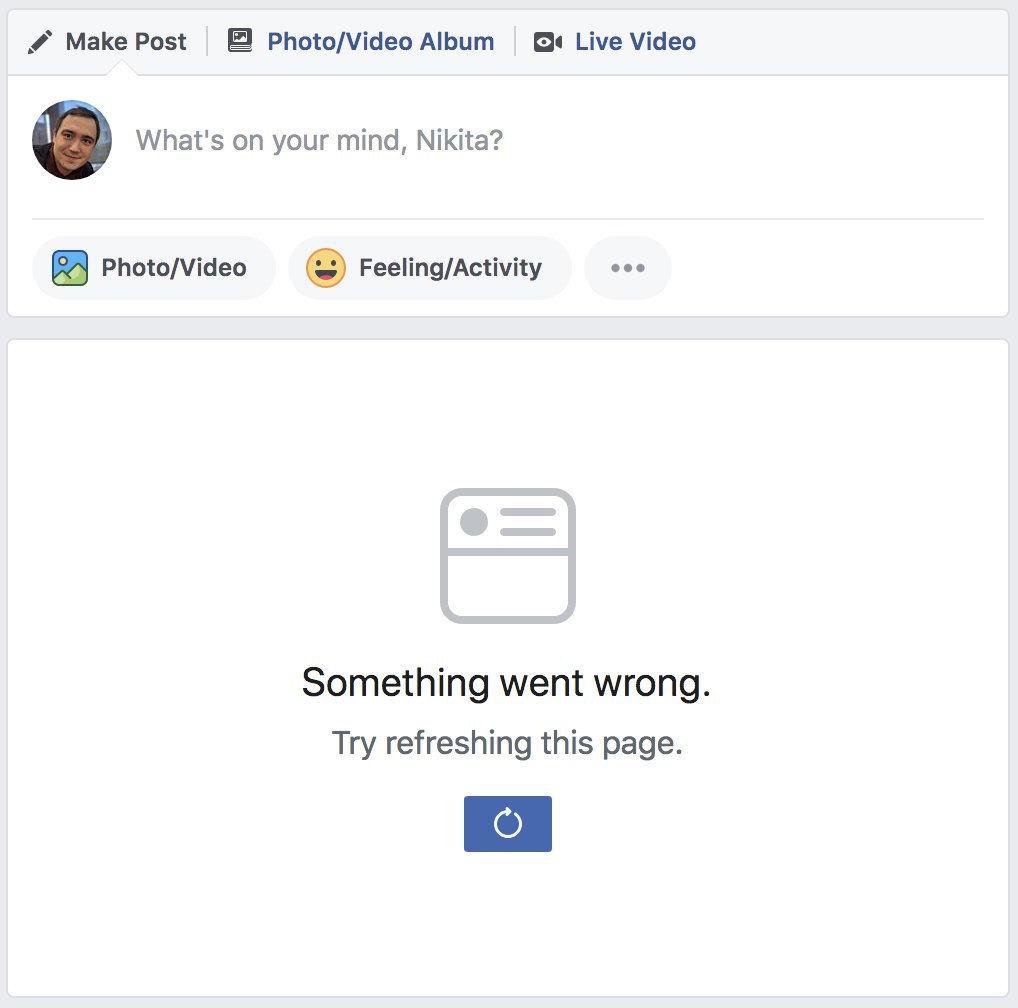 Make Post
Photo/Video Album
Live Video
What's on your mind, Nikita?
Photo/Video
Feeling/Activity
Something went wrong.
Try refreshing this page.